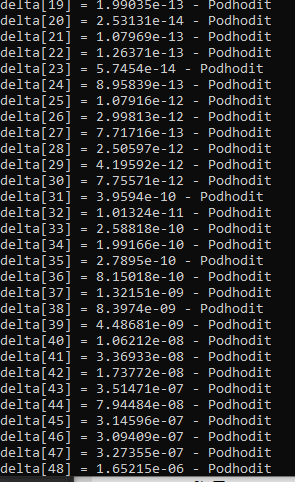 delta[19] = 1.99035e-13 - Podhodit
delta[20] = 2.53131e-14 - Podhodit
delta[21] = 1.07969e-13 - Podhodit
delta[22] = 1.26371e-13 - Podhodit
delta[23] = 5.7454e-14 - Podhodit
delta[24] = 8.95839e-13 - Podhodit
delta[25] = 1.07916e-12 - Podhodit
delta[26] = 2.99813e-12 - Podhodit
delta[27] = 7.71716e-13 - Podhodit
delta[28] = 2.50597e-12 - Podhodit
delta[29] = 4.19592e-12 - Podhodit
delta[30] = 7.75571e-12 - Podhodit
delta[31] = 3.9594e-10 - Podhodit
delta[32] = 1.01324e-11 - Podhodit
delta[33] = 2.58818e-10 - Podhodit
delta[34] = 1.99166e-10 - Podhodit
delta[35] = 2.7895e-10 - Podhodit
delta[36] = 8.15018e-10 - Podhodit
delta[37] = 1.32151e-09 - Podhodit
delta[38] = 8.3974e-09 - Podhodit
delta[39] = 4.48681e-09 - Podhodit
delta[40] = 1.06212e-08 - Podhodit
delta[41] = 3.36933e-08 - Podhodit
delta[42] = 1.73772e-08 - Podhodit
delta[43] = 3.51471e-07 - Podhodit
delta[44] = 7.94484e-08 - Podhodit
delta[45] = 3.14596e-07 - Podhodit
delta[46] = 3.09409e-07 - Podhodit
delta[47] = 3.27355e-07 - Podhodit
delta[48] = 1.65215e-06 - Podhodit